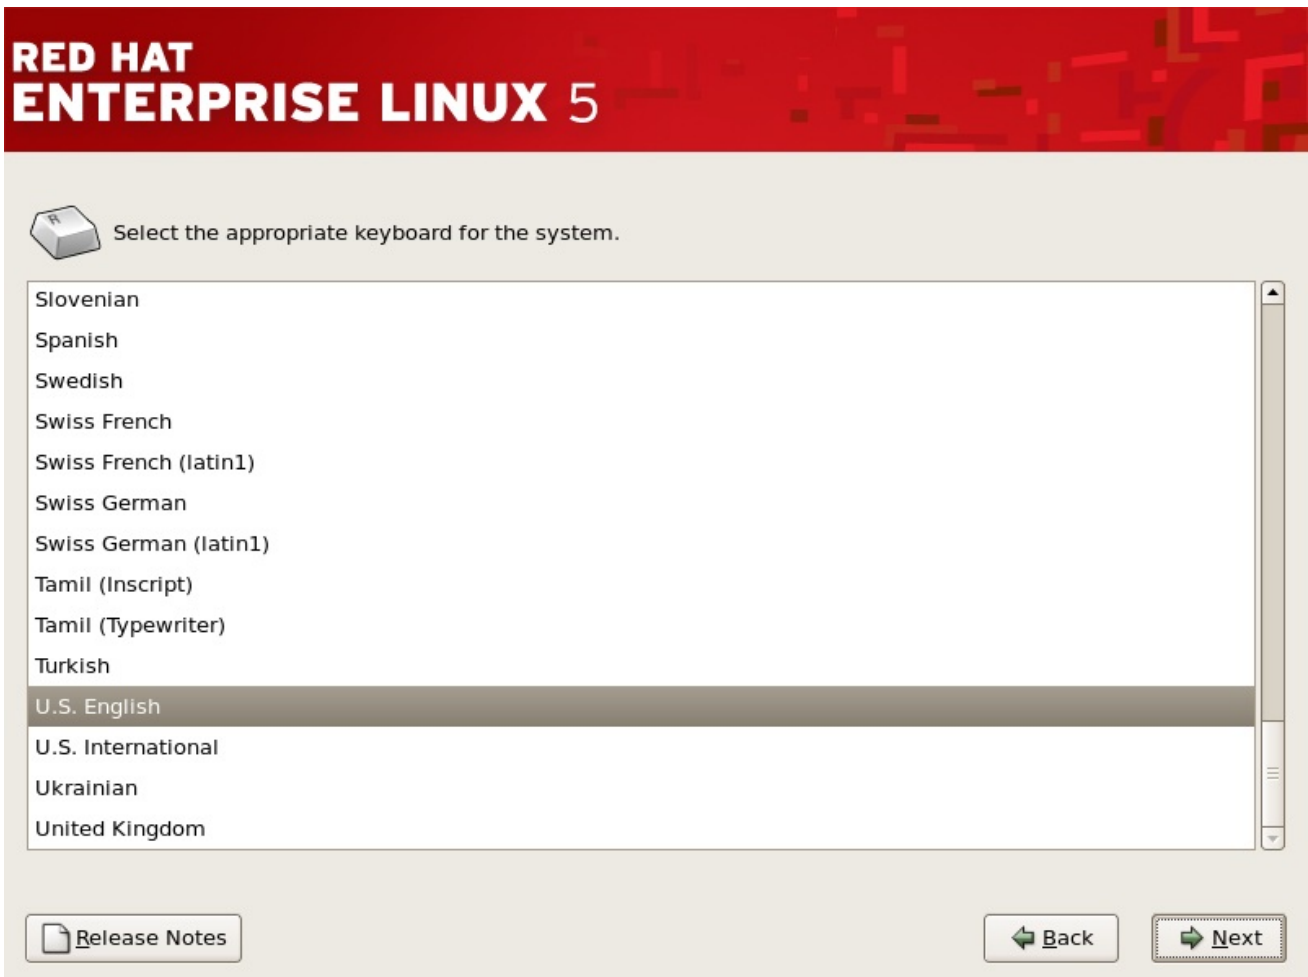 RED HAT
ENTERPRISE LINUX 5
R
Select the appropriate keyboard for the system.
Slovenian
Spanish
Swedish
Swiss French
Swiss French (latin1)
Swiss German
Swiss German (latin1)
Tamil (Inscript)
Tamil (Typewriter)
Turkish
U.S. English
U.S. International
Ukrainian
United Kingdom
Release Notes
Back
Next